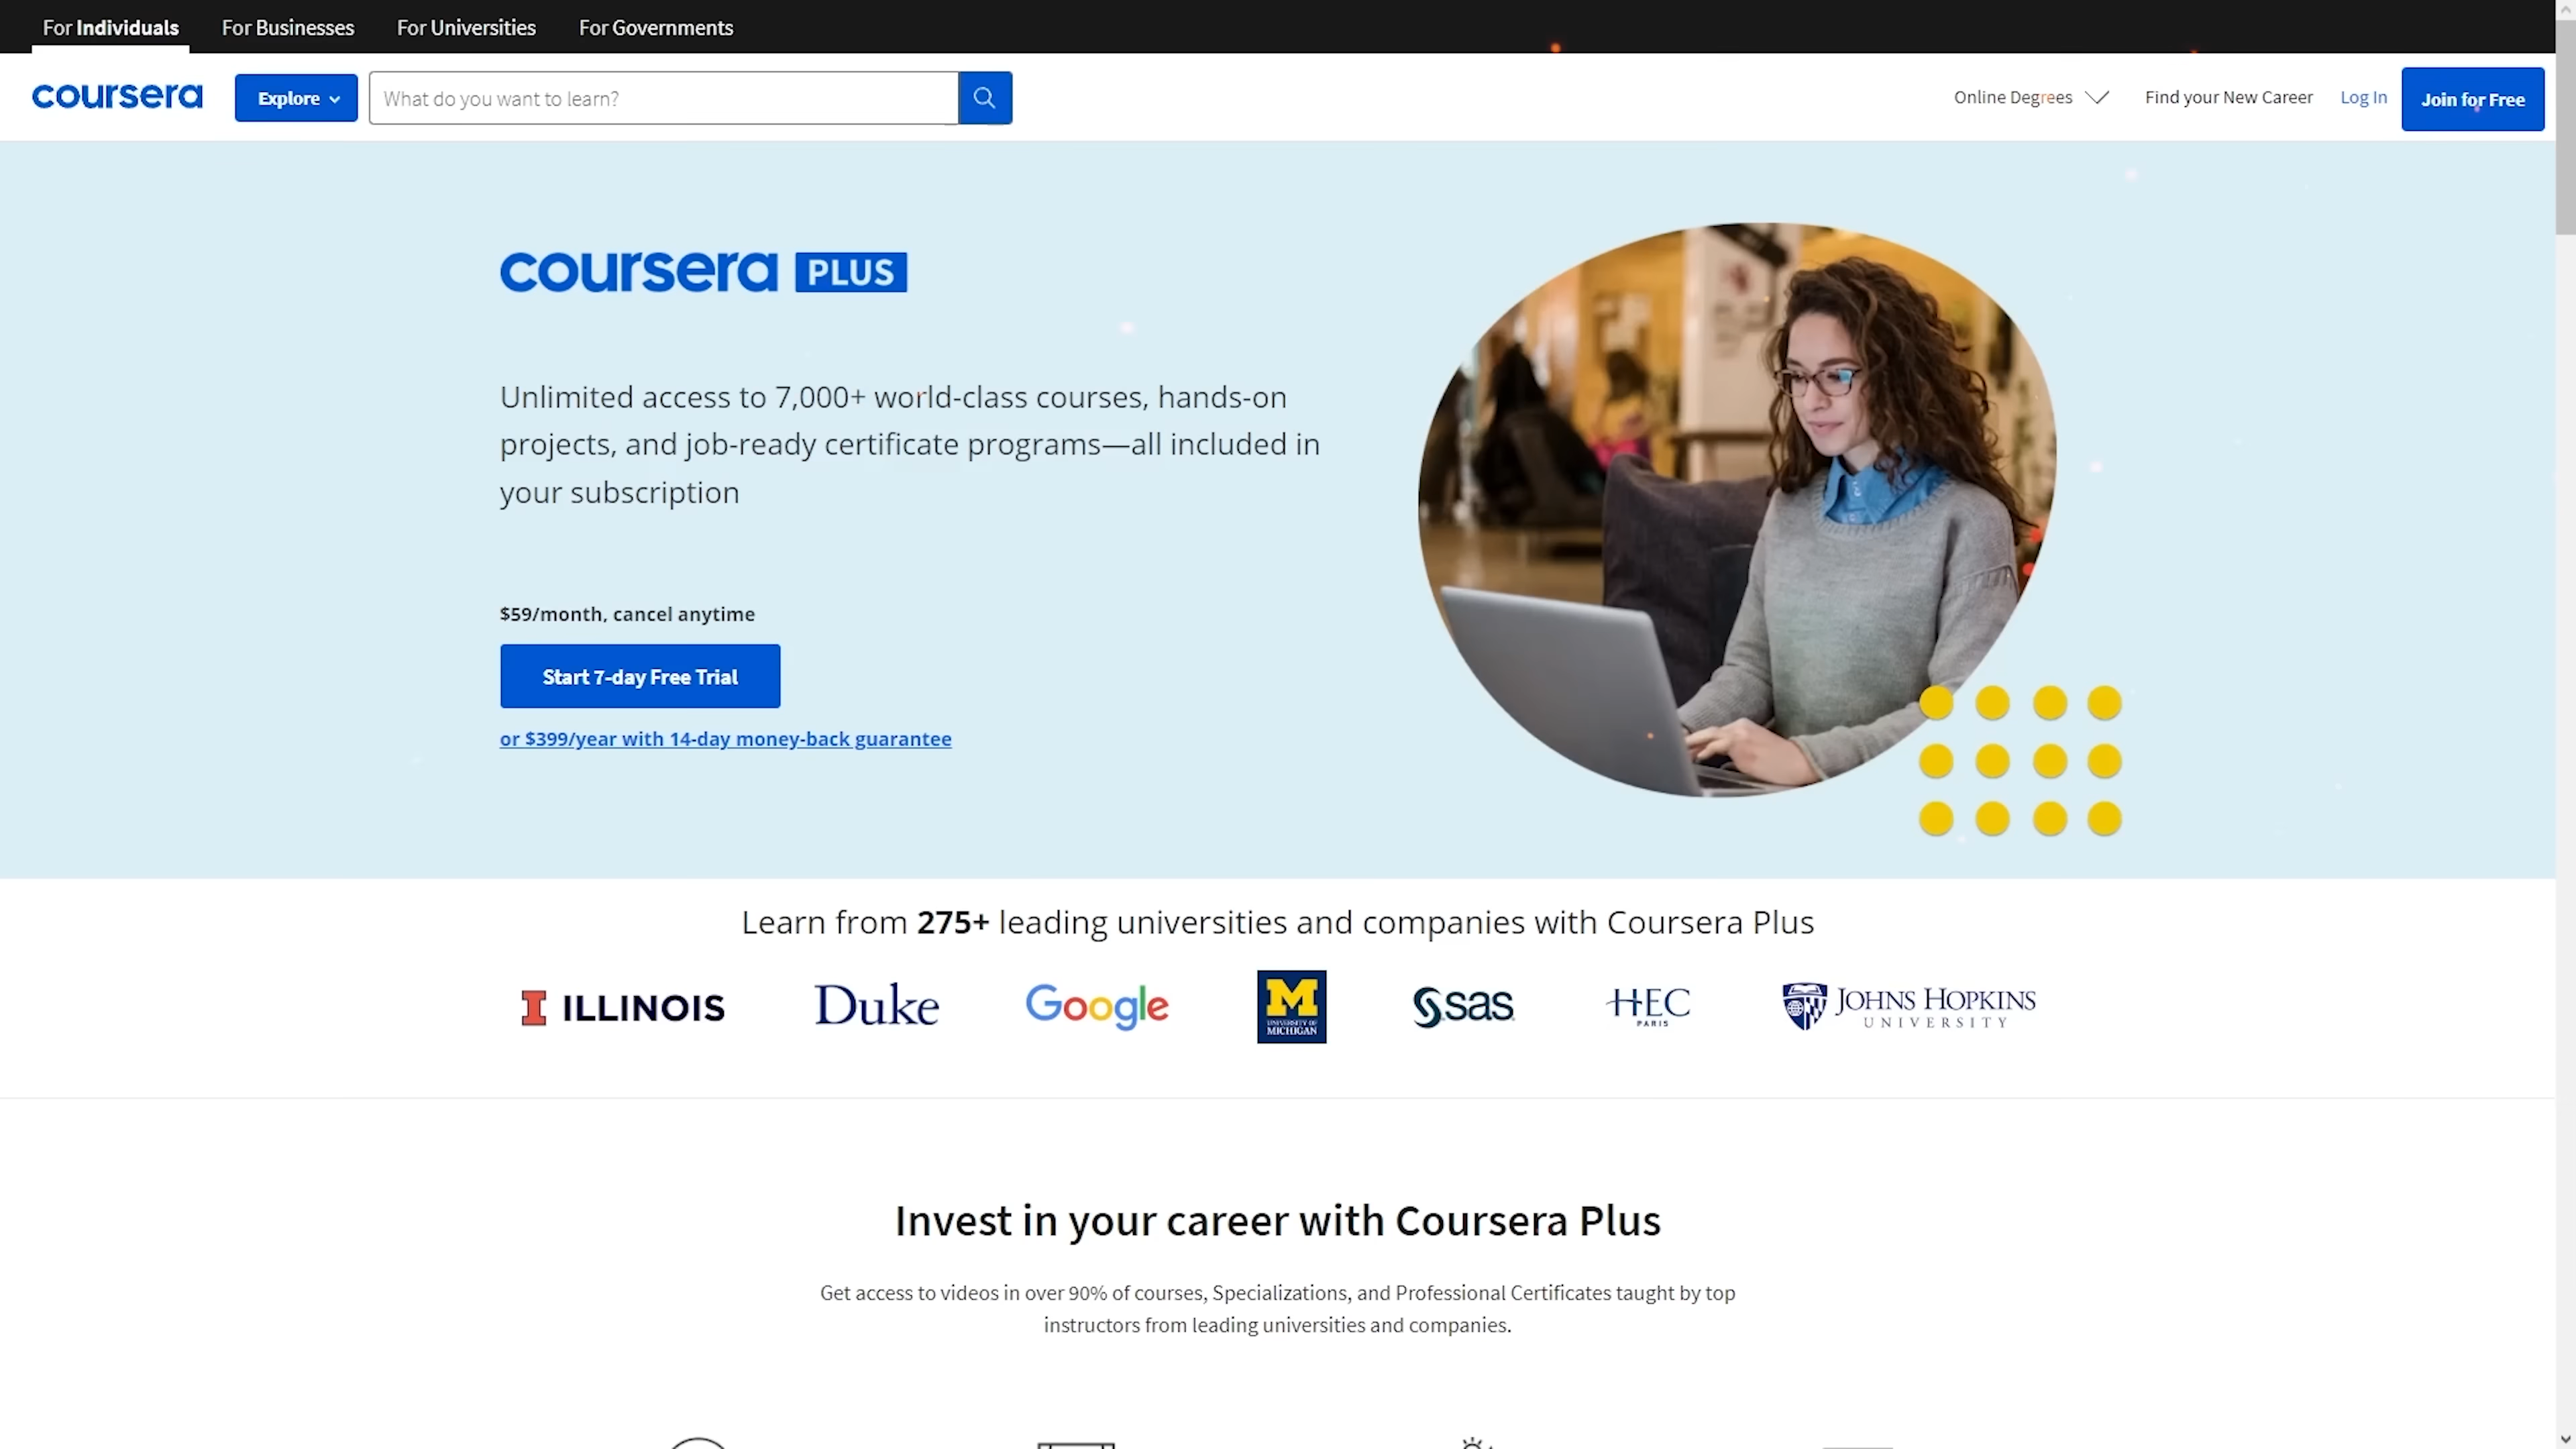 For Individuals
For Businesses
For Universities
For Governments
coursera
Explore
What do you want to learn?
Online Degrees
Find your New Career
Log In
Join for Free
coursera PLUS
Unlimited access to 7,000+ world-class courses, hands-on
projects, and job-ready certificate programs—all included in
your subscription
$59/month, cancel anytime
Start 7-day Free Trial
or $399/year with 14-day money-back guarantee
Learn from 275+ leading universities and companies with Coursera Plus
I ILLINOIS
Duke
Google
M
UNIVERSITY OF
MICHIGAN
sas
HEC
PARIS
JOHNS HOPKINS
UNIVERSITY
Invest in your career with Coursera Plus
Get access to videos in over 90% of courses, Specializations, and Professional Certificates taught by top
instructors from leading universities and companies.